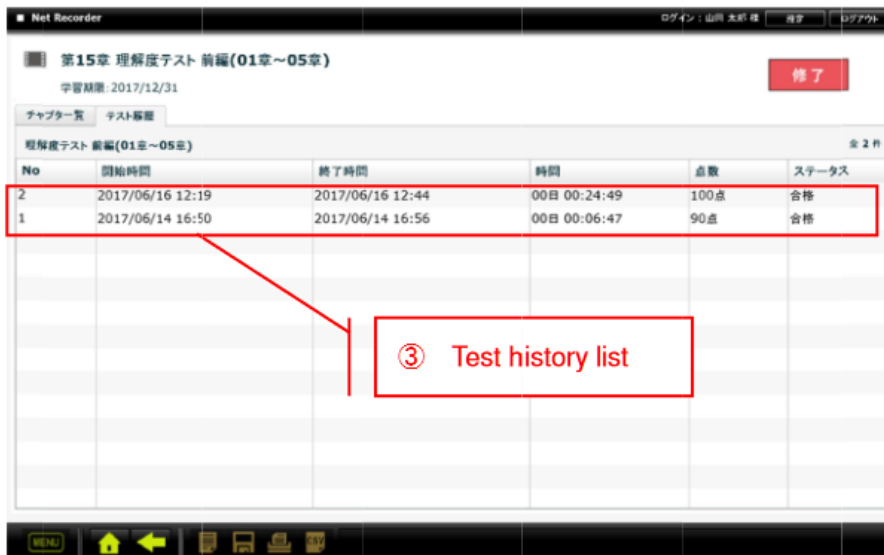 ■ Net Recorder
ログイン：山田 太郎 様 設定 ログアウト
第15章 理解度テスト 前編(01章～05章)
学習期限:2017/12/31
修了
チャプター覧 テスト履歴
理解度テスト 前編(01章～05章) 全 2 件
No 開始時間 終了時間 時間 点数 ステータス
2 2017/06/16 12:19 2017/06/16 12:44 00日 00:24:49 100点 合格
1 2017/06/14 16:50 2017/06/14 16:56 00日 00:06:47 90点 合格
③ Test history list
MENU CSV